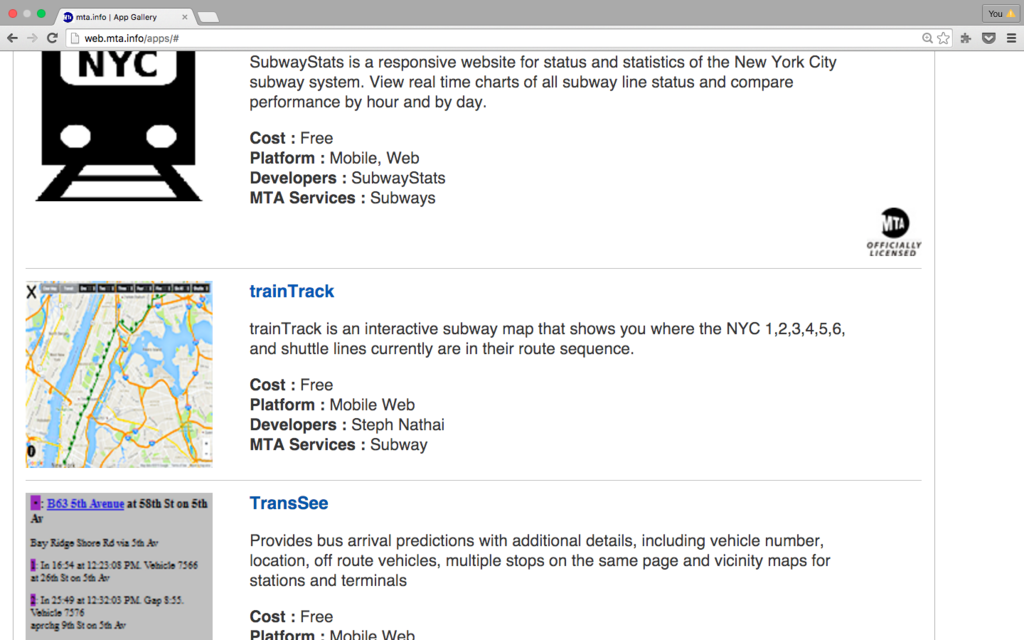 mta.info | App Gallery
You
web.mta.info/apps/#
NYC
SubwayStats is a responsive website for status and statistics of the New York City
subway system. View real time charts of all subway line status and compare
performance by hour and by day.
Cost : Free
Platform : Mobile, Web
Developers : SubwayStats
MTA Services : Subways
MTA
OFFICIALLY
LICENSED
X
trainTrack
trainTrack is an interactive subway map that shows you where the NYC 1,2,3,4,5,6,
and shuttle lines currently are in their route sequence.
Cost : Free
Platform : Mobile Web
Developers : Steph Nathai
MTA Services : Subway
0
B63 5th Avenue at 58th St on 5th
Av
Bay Ridge Shore Rd via 5th Av
1: In 16:54 at 12:23:08 PM. Vehicle 7566
at 26th St on 5th Av
2: In 25:49 at 12:32:03 PM. Gap 8:55.
Vehicle 7576
aprchg 9th St on 5th Av
TransSee
Provides bus arrival predictions with additional details, including vehicle number,
location, off route vehicles, multiple stops on the same page and vicinity maps for
stations and terminals
Cost : Free
Platform : Mobile Web